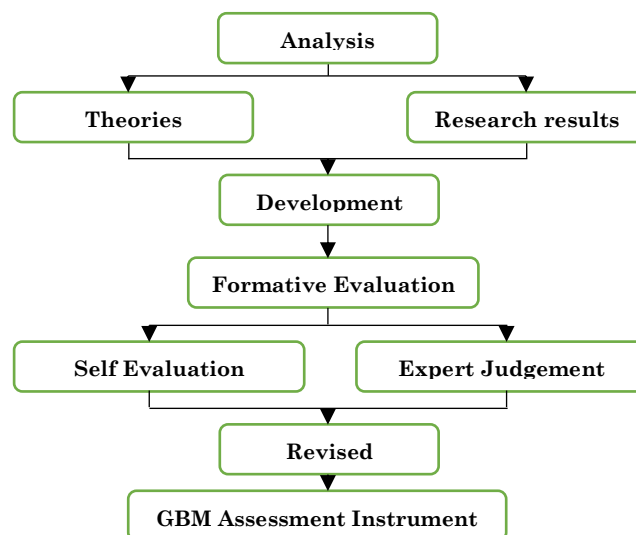 Analysis
Theories
Research results
Development
Formative Evaluation
Self Evaluation
Expert Judgement
Revised
GBM Assessment Instrument